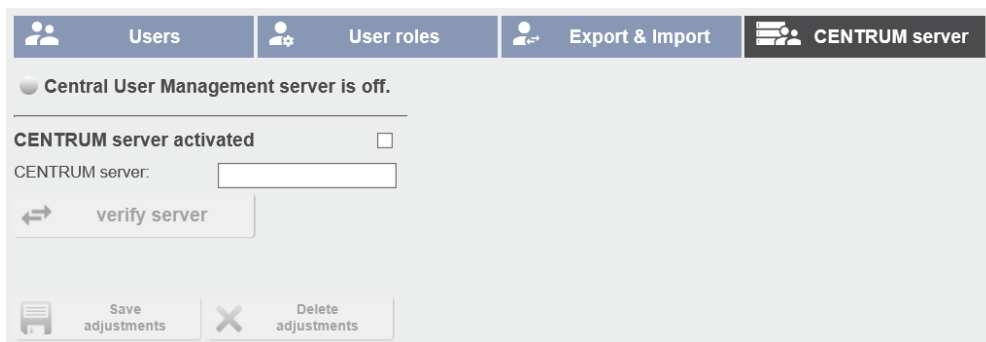 Users
User roles
Export & Import
CENTRUM server
Central User Management server is off.
CENTRUM server activated
CENTRUM server:
verify server
Save
adjustments
Delete
adjustments